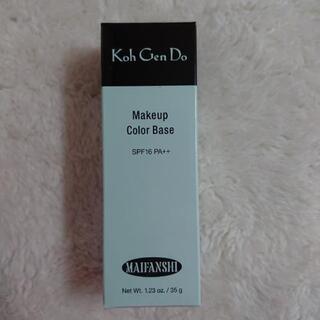 Koh Gen Do
Makeup
Color Base
SPF16 PA++
MAIFANSHI
Net Wt. 1.23 oz. / 35 g